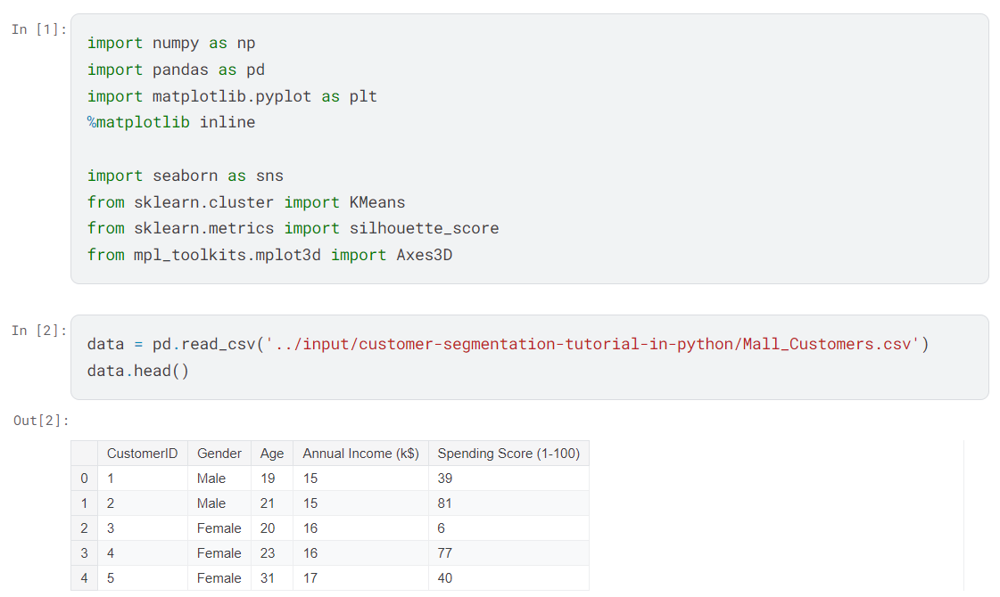 In [1]:
import numpy as np
import pandas as pd
import matplotlib.pyplot as plt
%matplotlib inline
import seaborn as sns
from sklearn.cluster import KMeans
from sklearn.metrics import silhouette_score
from mpl_toolkits.mplot3d import Axes3D
In [2]:
data = pd.read_csv('../input/customer-segmentation-tutorial-in-python/Mall_Customers.csv')
data.head()
Out[2]:
CustomerID Gender Age Annual Income (k$) Spending Score (1-100)
0 1 Male 19 15 39
1 2 Male 21 15 81
2 3 Female 20 16 6
3 4 Female 23 16 77
4 5 Female 31 17 40